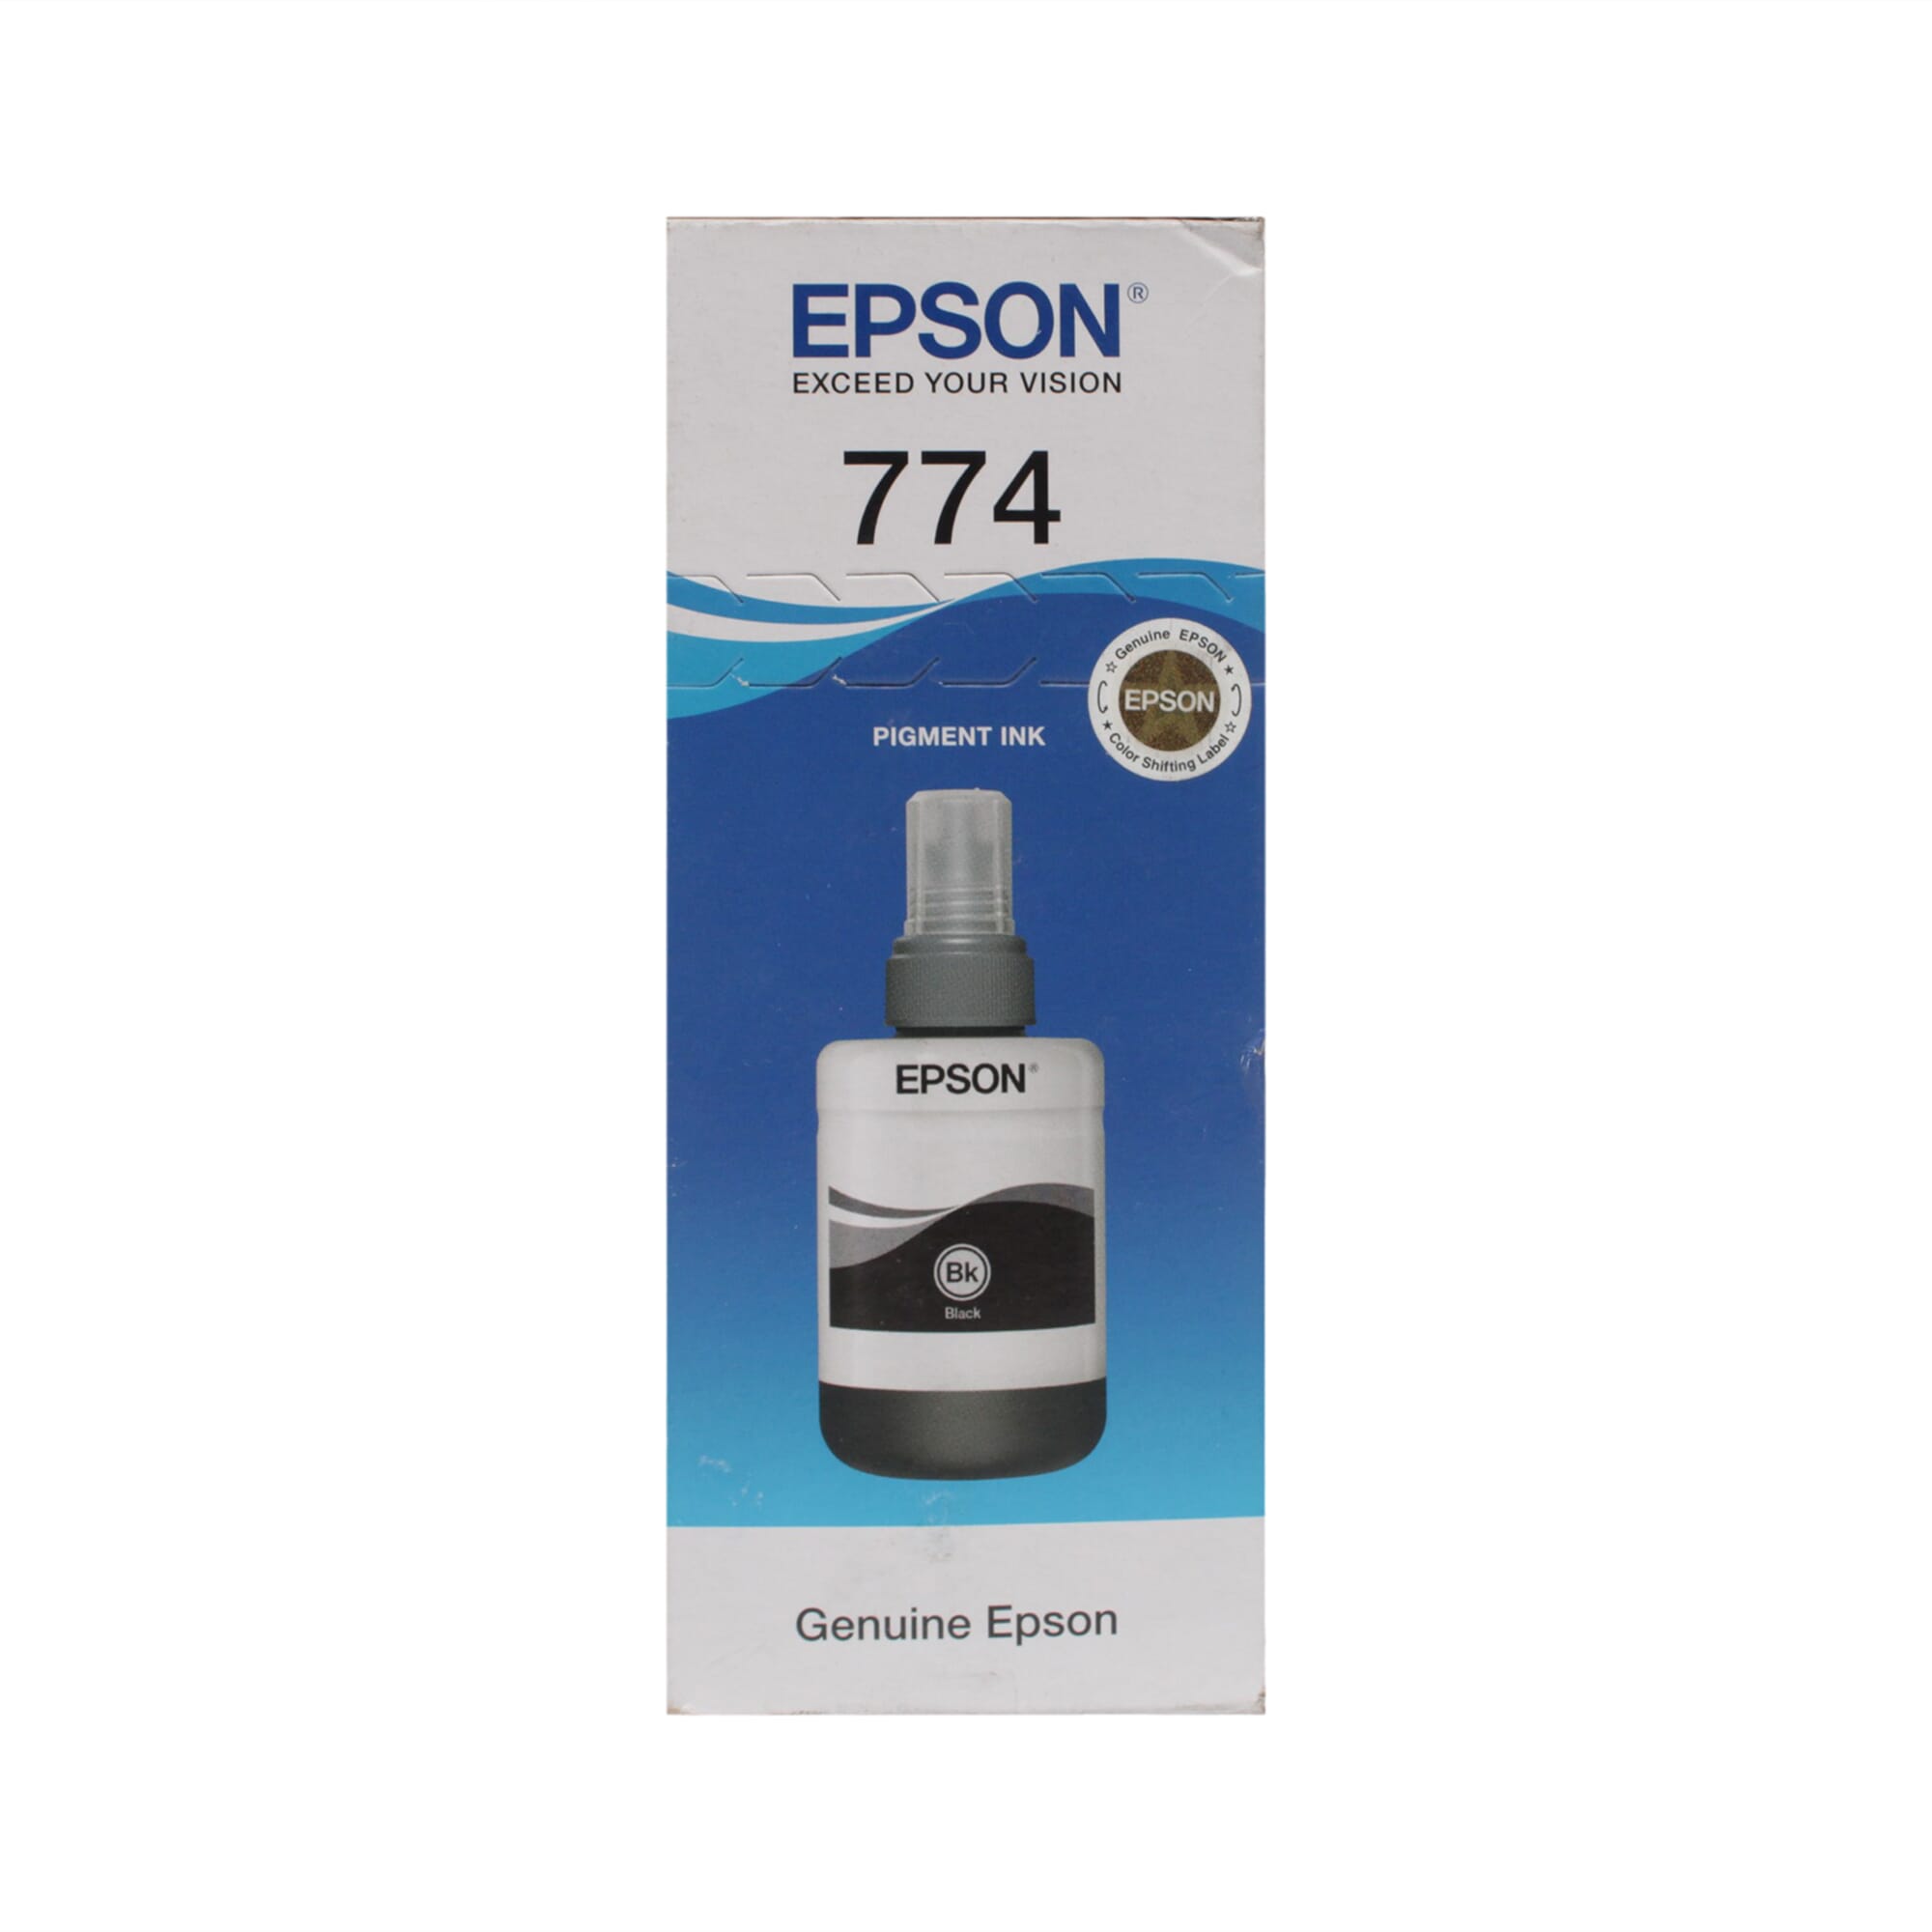 EPSON®
EXCEED YOUR VISION
774
☆ Genuine EPSON ★
EPSON
★ Color Shifting Label ☆
PIGMENT INK
EPSON®
Bk
Black
Genuine Epson